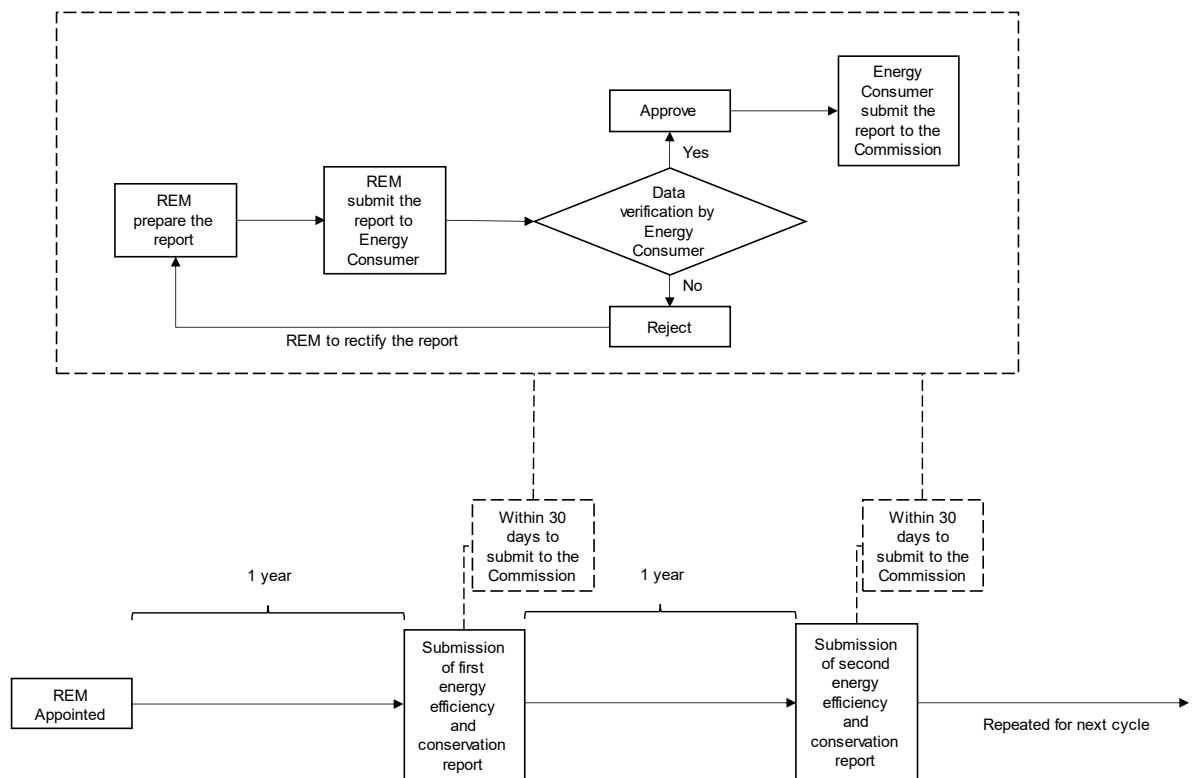 Energy
Consumer
submit the
report to the
Commission
Approve
Yes
REM
prepare the
report
REM
submit the
report to
Energy
Consumer
Data
verification by
Energy
Consumer
No
Reject
REM to rectify the report
Within 30
days to
submit to the
Commission
Within 30
days to
submit to the
Commission
1 year
1 year
REM
Appointed
Submission
of first
energy
efficiency
and
conservation
report
Submission
of second
energy
efficiency
and
conservation
report
Repeated for next cycle